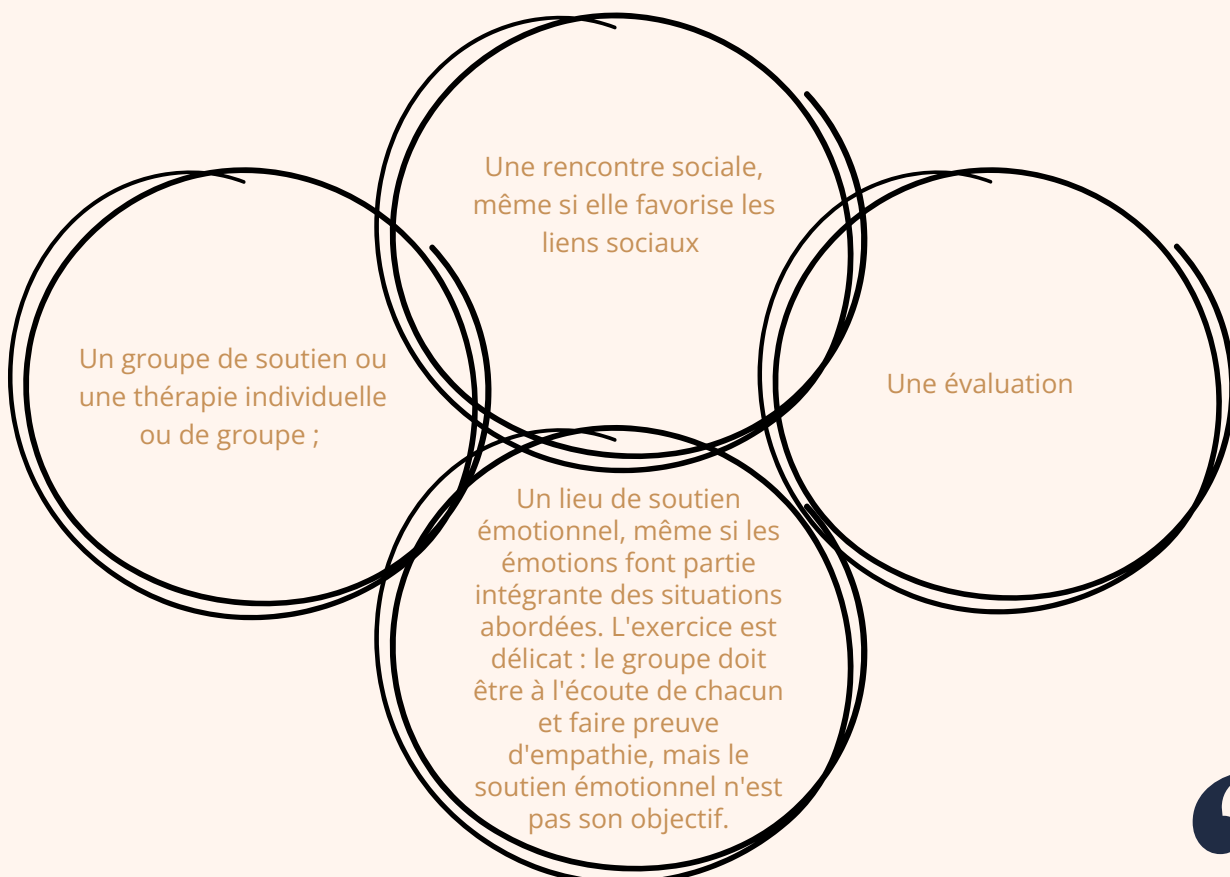 Une rencontre sociale,
même si elle favorise les
liens sociaux
Un groupe de soutien ou
une thérapie individuelle
ou de groupe ;
Une évaluation
Un lieu de soutien
émotionnel, même si les
émotions font partie
intégrante des situations
abordées. L'exercice est
délicat : le groupe doit
être à l'écoute de chacun
et faire preuve
d'empathie, mais le
soutien émotionnel n'est
pas son objectif.